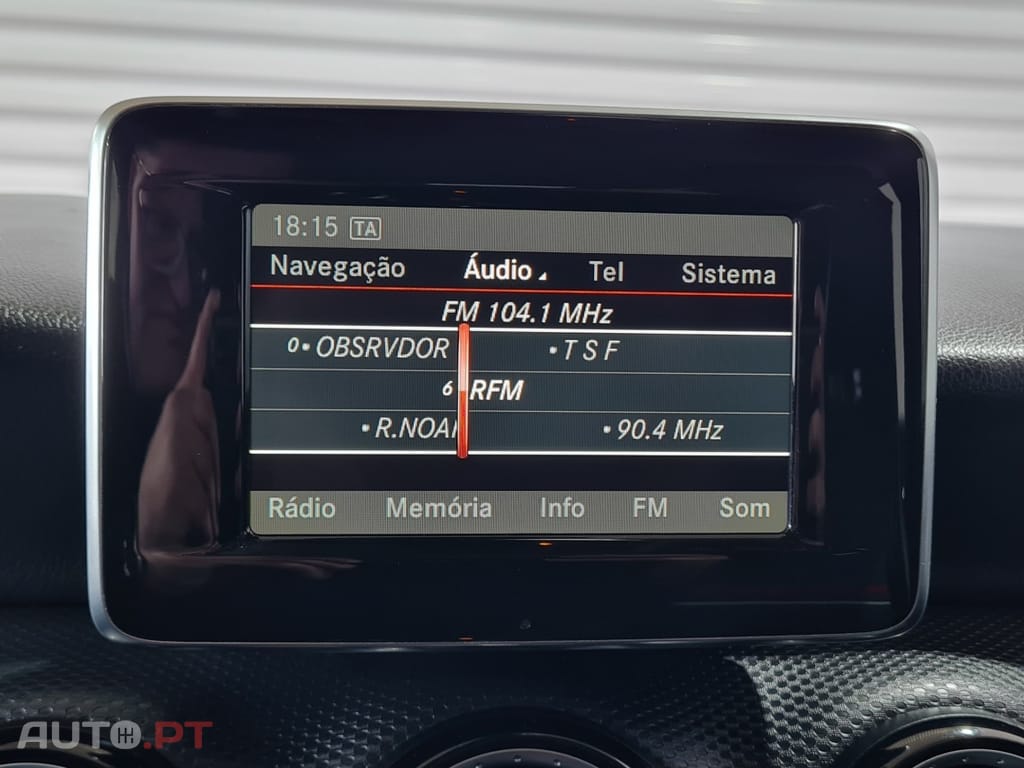 18:15 TA
Navegação Áudio Tel Sistema
FM 104.1 MHz
0•OBSRVDOR •T S F
6 RFM
•R.NOA •90.4 MHz
Rádio Memória Info FM Som
AUTO.PT